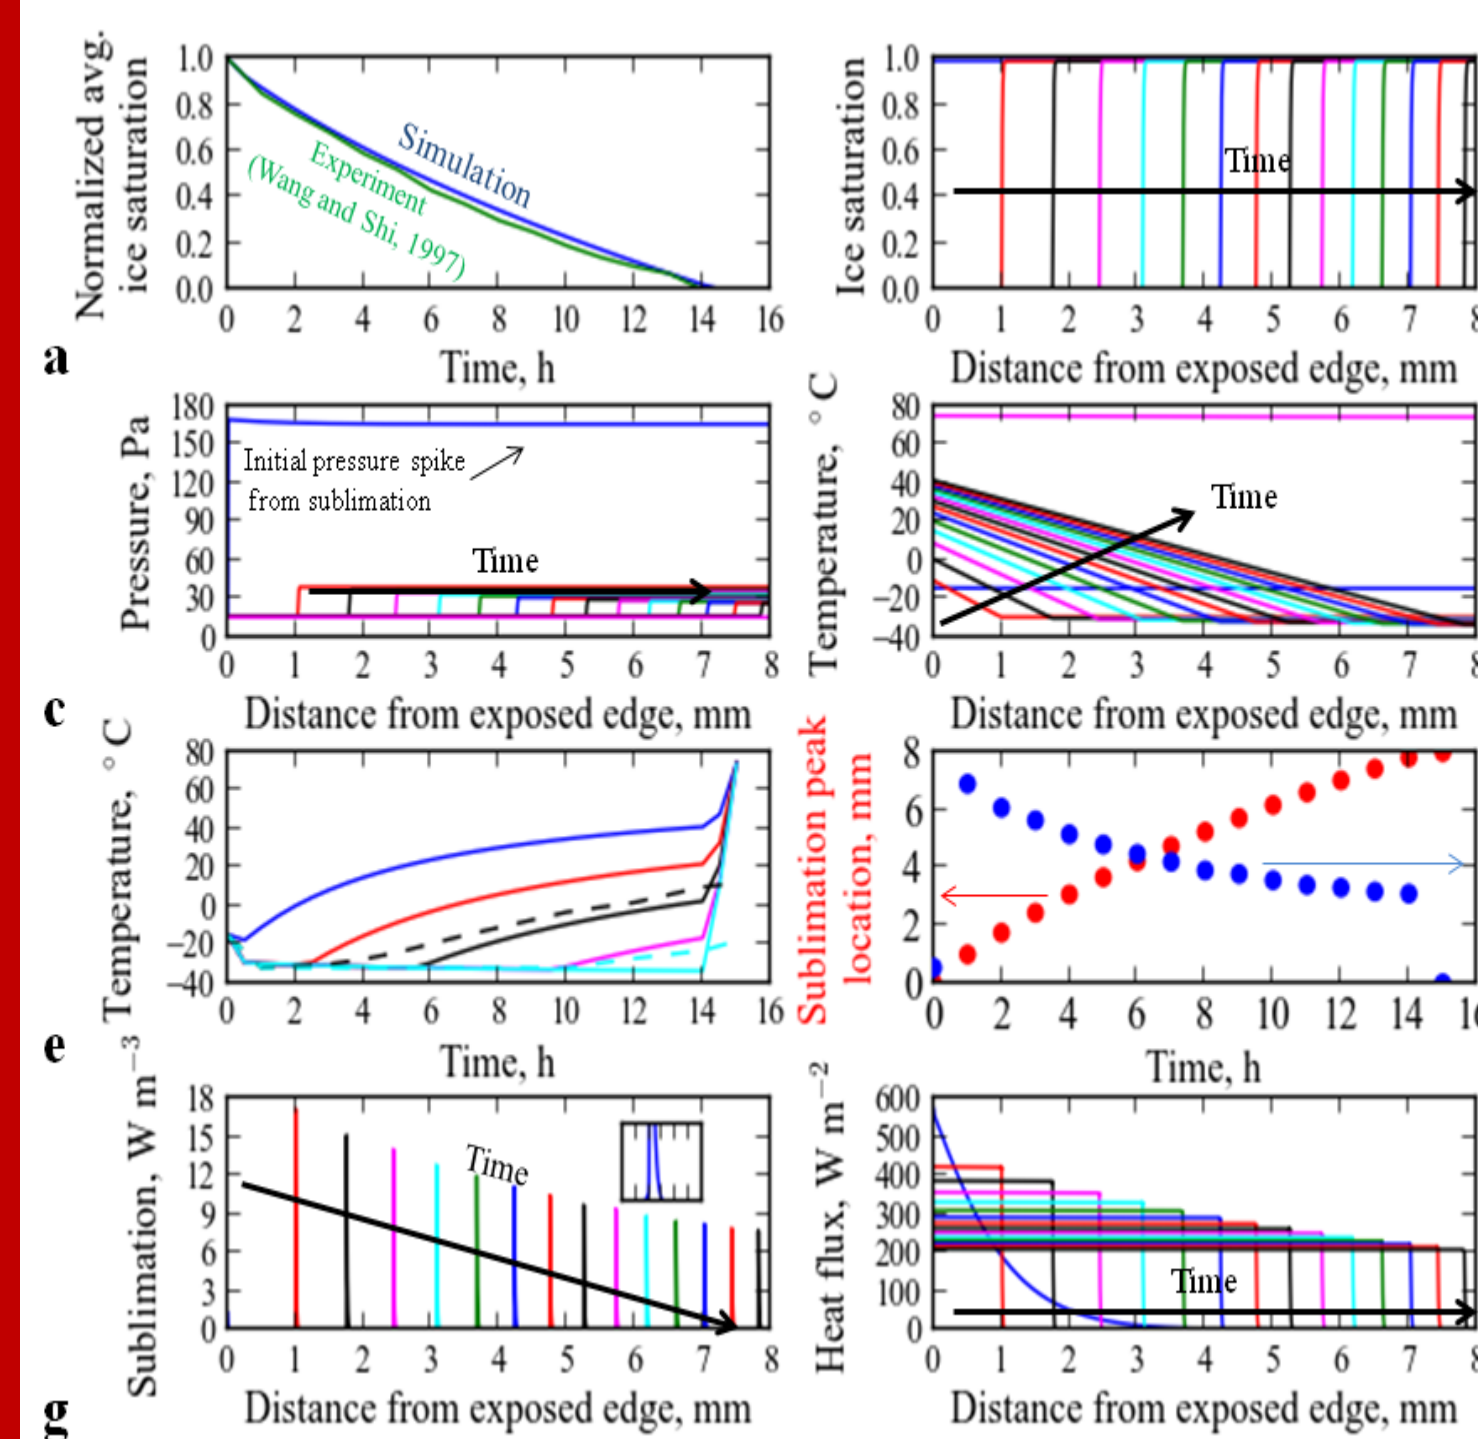 Normalized avg.
ice saturation
1.0
0.8
0.6
0.4
0.2
0.0
Simulation
Experiment
(Wang and Shi, 1997)
0 2 4 6 8 10 12 14 16
Time, h
a
Ice saturation
1.0
0.8
0.6
0.4
0.2
0.0
Time
0 1 2 3 4 5 6 7 8
Distance from exposed edge, mm
Pressure, Pa
180
150
120
90
60
30
0
Initial pressure spike
from sublimation
Time
0 1 2 3 4 5 6 7 8
Distance from exposed edge, mm
c
Temperature, °C
80
60
40
20
0
−20
−40
Time
0 1 2 3 4 5 6 7 8
Distance from exposed edge, mm
Temperature, °C
80
60
40
20
0
−20
−40
0 2 4 6 8 10 12 14 16
Time, h
e
Sublimation peak
location, mm
8
6
4
2
0
0 2 4 6 8 10 12 14
Time, h
Sublimation, W m−3
18
15
12
9
6
3
0
Time
0 1 2 3 4 5 6 7 8
Distance from exposed edge, mm
g
Heat flux, W m−2
600
500
400
300
200
100
0
Time
0 1 2 3 4 5 6 7 8
Distance from exposed edge, mm